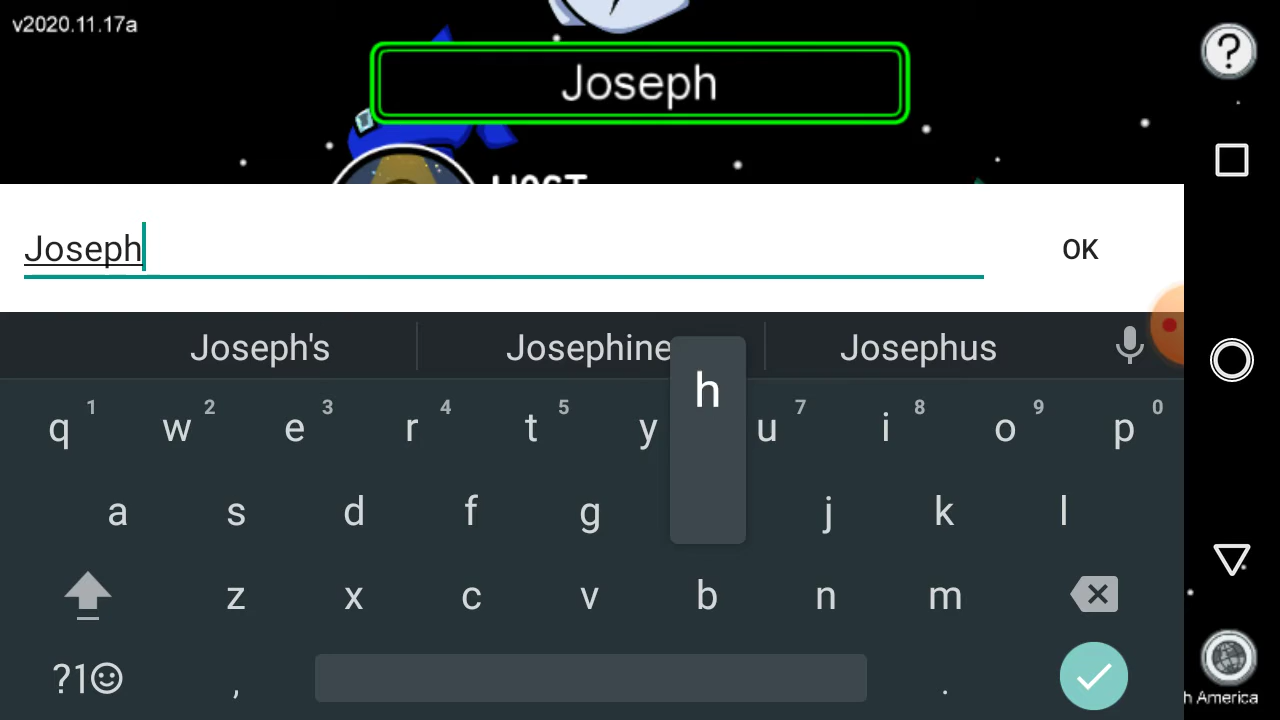 v2020.11.17a
?
Joseph
HOST
Joseph
OK
Joseph's Josephine Josephus
q 1 w 2 e 3 r 4 t 5 y h u 7 i 8 o 9 p 0
a s d f g j k l
z x c v b n m
?1☺ , .
h America